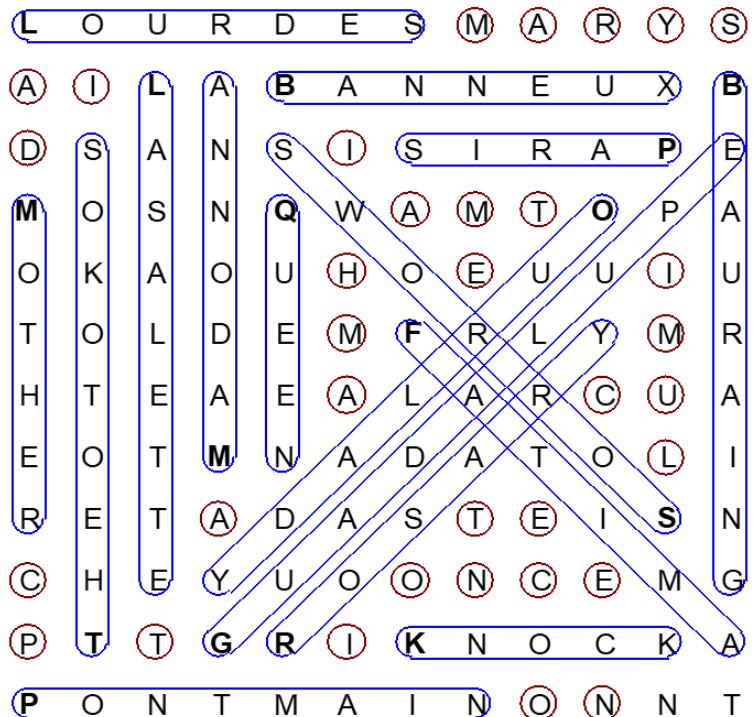 L O U R D E S M A R Y S
A I L A B A N N E U X B
D S A N S I S I R A P E
M O S N Q W A M T O P A
O K A O U H O E U U I U
T O L D E M F R L Y M R
H T E A E A L A R C U A
E O T M N A D A T O L I
R E T A D A S T E I S N
C H E Y U O O N C E M G
P T T G R I K N O C K A
P O N T M A I N O N N T